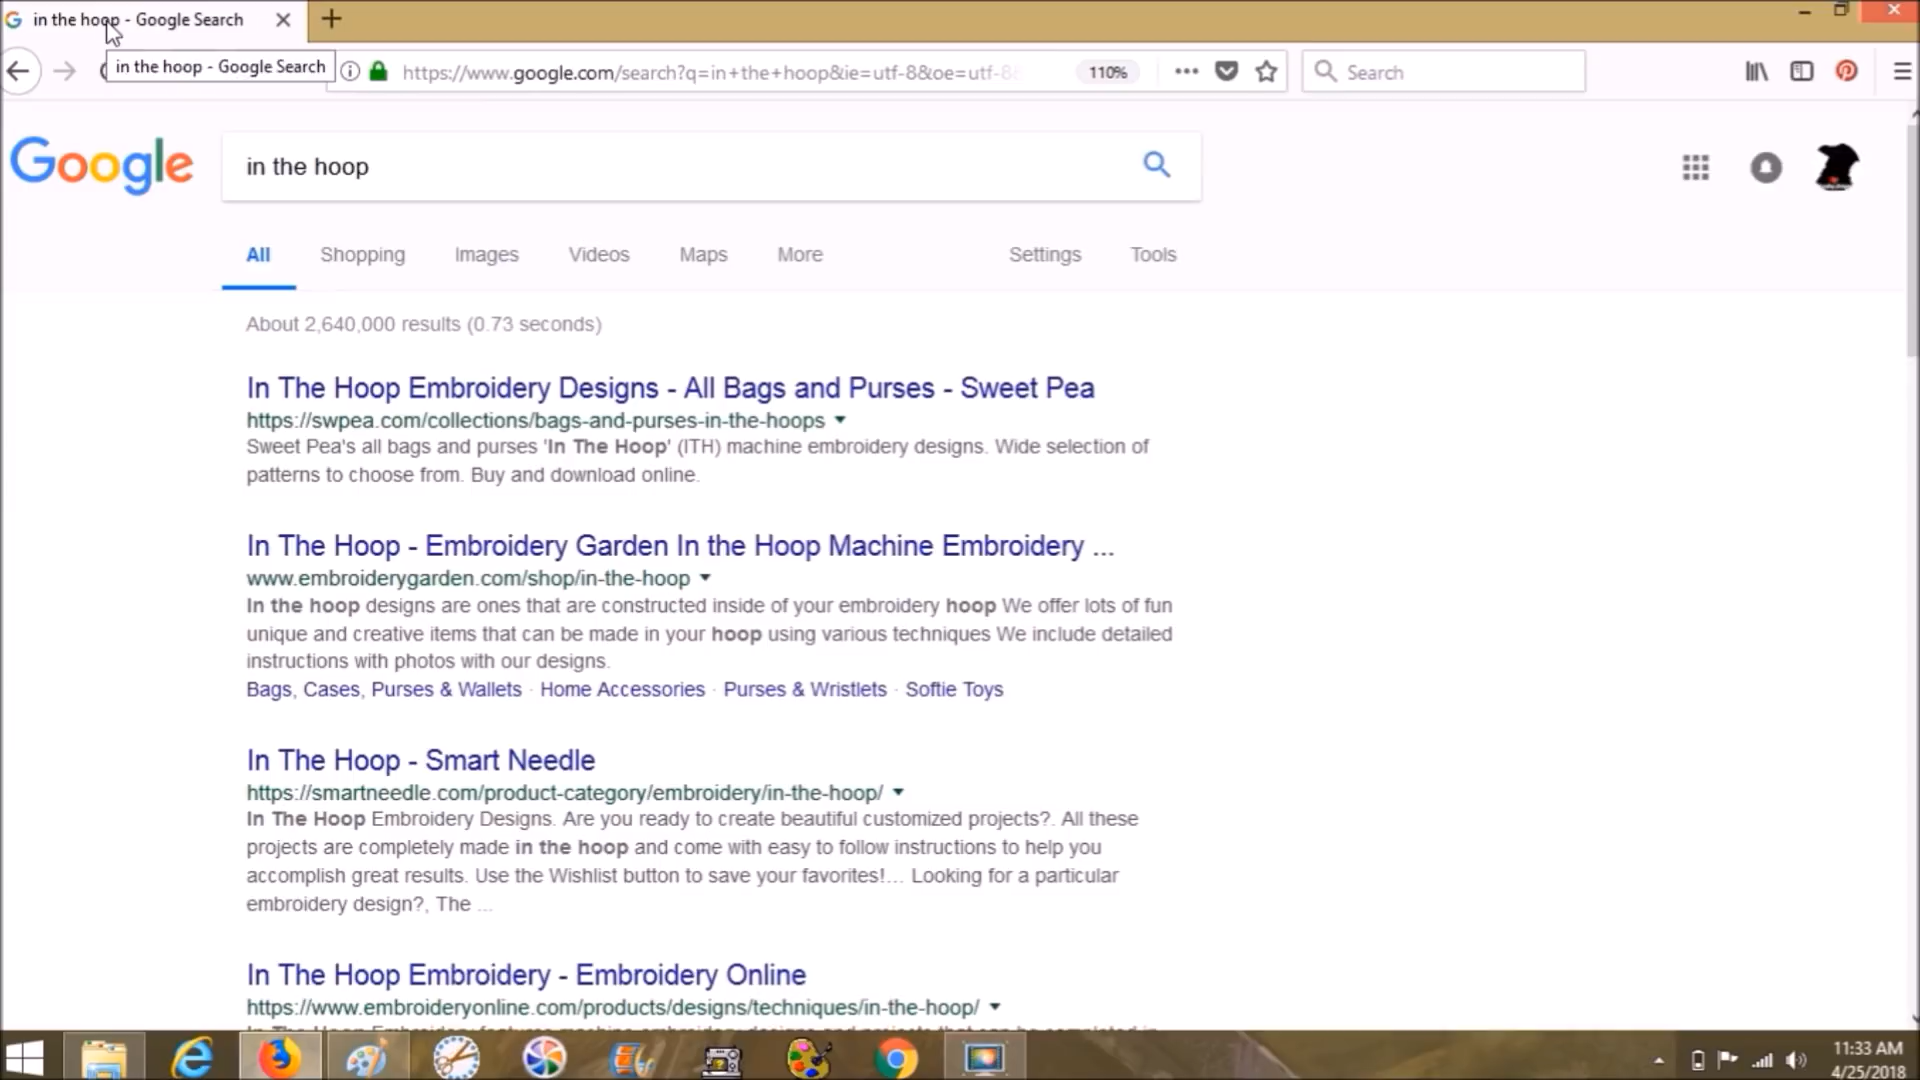 in the hoop - Google Search
in the hoop - Google Search
https://www.google.com/search?q=in+the+hoop&ie=utf-8&oe=utf-8
110%
Search
Google
in the hoop
All Shopping Images Videos Maps More Settings Tools
About 2,640,000 results (0.73 seconds)
In The Hoop Embroidery Designs - All Bags and Purses - Sweet Pea
https://swpea.com/collections/bags-and-purses-in-the-hoops
Sweet Pea's all bags and purses 'In The Hoop' (ITH) machine embroidery designs. Wide selection of
patterns to choose from. Buy and download online.
In The Hoop - Embroidery Garden In the Hoop Machine Embroidery ...
www.embroiderygarden.com/shop/in-the-hoop
In the hoop designs are ones that are constructed inside of your embroidery hoop We offer lots of fun
unique and creative items that can be made in your hoop using various techniques We include detailed
instructions with photos with our designs.
Bags, Cases, Purses & Wallets · Home Accessories · Purses & Wristlets · Softie Toys
In The Hoop - Smart Needle
https://smartneedle.com/product-category/embroidery/in-the-hoop/
In The Hoop Embroidery Designs. Are you ready to create beautiful customized projects?. All these
projects are completely made in the hoop and come with easy to follow instructions to help you
accomplish great results. Use the Wishlist button to save your favorites!... Looking for a particular
embroidery design?, The ...
In The Hoop Embroidery - Embroidery Online
https://www.embroideryonline.com/products/designs/techniques/in-the-hoop/
11:33 AM
4/25/2018